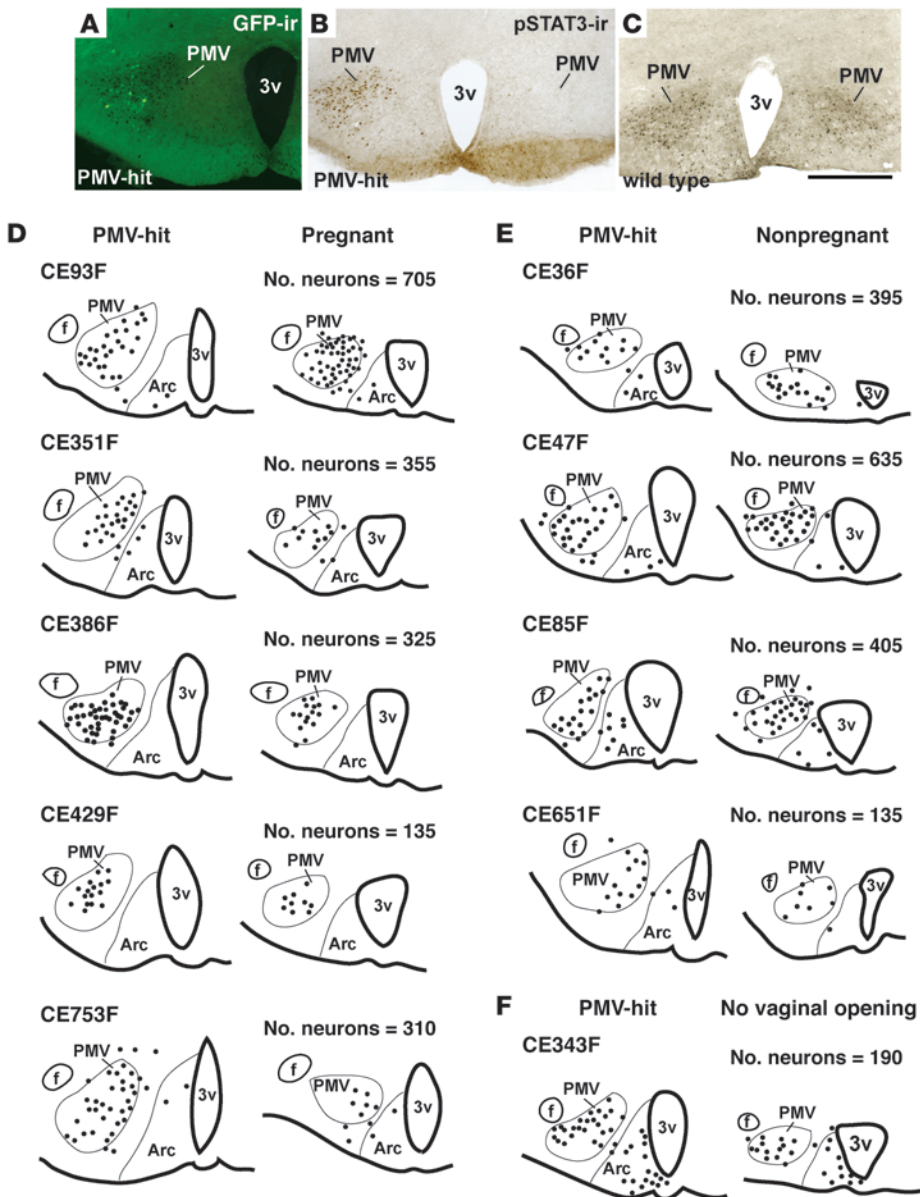 A
GFP-ir
PMV
3v
PMV-hit
B
pSTAT3-ir
PMV
PMV
3v
PMV-hit
C
PMV
PMV
3v
wild type
D
PMV-hit
Pregnant
CE93F
No. neurons = 705
PMV
f
3v
Arc
PMV
f
3v
Arc
CE351F
No. neurons = 355
PMV
f
3v
Arc
PMV
f
3v
Arc
CE386F
No. neurons = 325
PMV
f
3v
Arc
PMV
f
3v
Arc
CE429F
No. neurons = 135
PMV
f
3v
Arc
PMV
f
3v
Arc
CE753F
No. neurons = 310
PMV
f
3v
Arc
f
PMV
3v
Arc
E
PMV-hit
Nonpregnant
CE36F
No. neurons = 395
PMV
f
3v
Arc
f
PMV
3v
CE47F
No. neurons = 635
PMV
f
3v
Arc
PMV
f
3v
Arc
CE85F
No. neurons = 405
PMV
f
3v
Arc
PMV
f
3v
Arc
CE651F
No. neurons = 135
f
PMV
3v
Arc
PMV
f
3v
Arc
F
PMV-hit
No vaginal opening
CE343F
No. neurons = 190
PMV
f
3v
Arc
PMV
f
3v
Arc